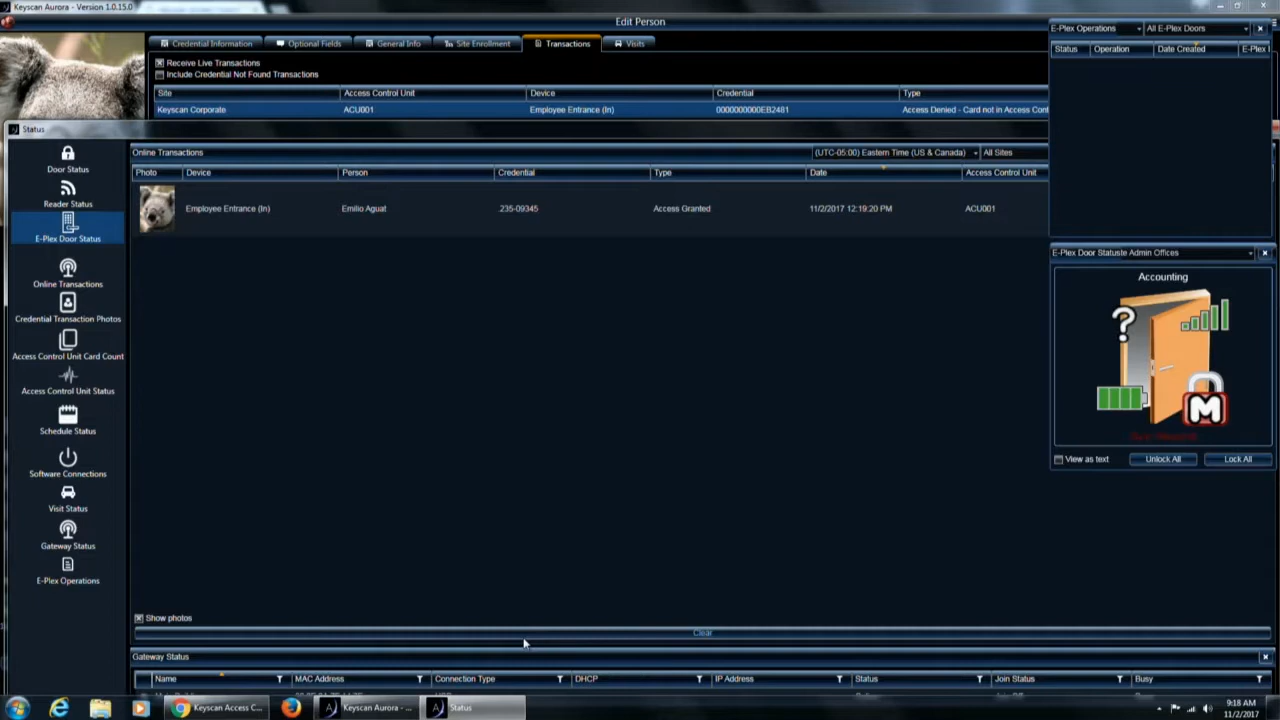 Keyscan Aurora - Version 1.0.15.0
Edit Person
Credential Information
Optional Fields
General Info
Site Enrollment
Transactions
Visits
Receive Live Transactions
Include Credential Not Found Transactions
Site
Access Control Unit
Device
Credential
Type
Keyscan Corporate
ACU001
Employee Entrance (In)
0000000000EB2481
Access Denied - Card not in Access Cont
E-Plex Operations
All E-Plex Doors
Status
Operation
Date Created
E-Plex
Status
Door Status
Reader Status
E-Plex Door Status
Online Transactions
Credential Transaction Photos
Access Control Unit Card Count
Access Control Unit Status
Schedule Status
Software Connections
Visit Status
Gateway Status
E-Plex Operations
Online Transactions
(UTC-05:00) Eastern Time (US & Canada)
All Sites
Photo
Device
Person
Credential
Type
Date
Access Control Unit
Employee Entrance (In)
Emilio Aguat
.235-09345
Access Granted
11/2/2017 12:19:20 PM
ACU001
E-Plex Door Statuste Admin Offices
Accounting
?
M
View as text
Unlock All
Lock All
Show photos
Clear
Gateway Status
Name
MAC Address
Connection Type
DHCP
IP Address
Status
Join Status
Busy
Keyscan Access C...
Keyscan Aurora - ...
Status
9:18 AM
11/2/2017